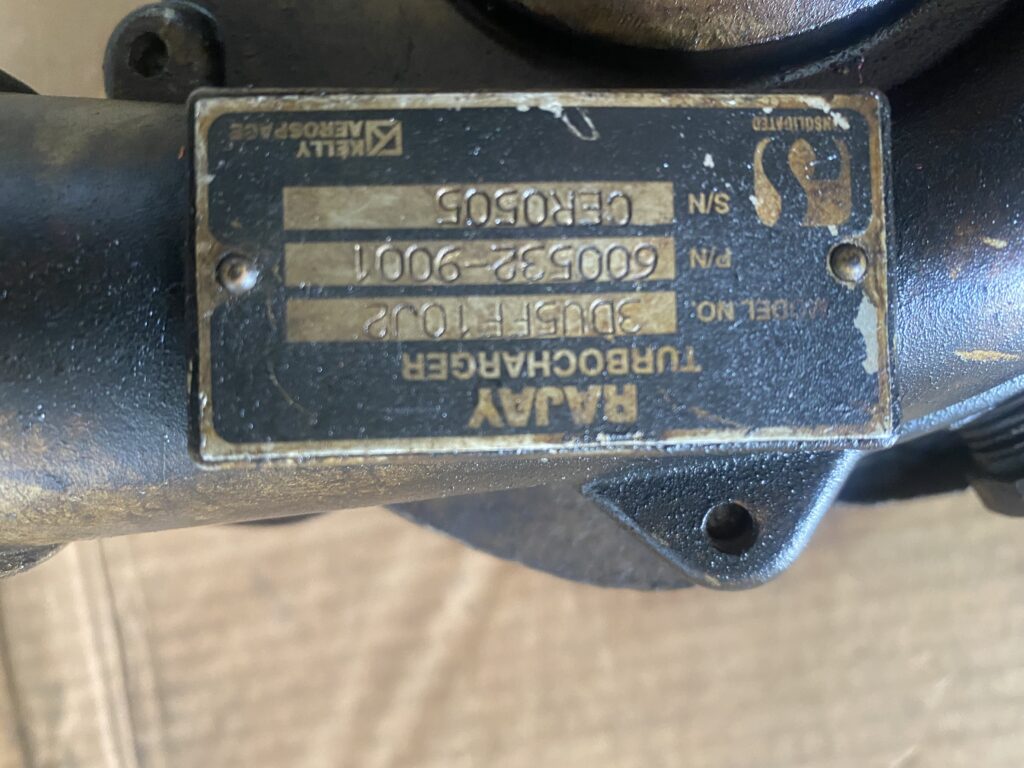 RAJAY
TURBOCHARGER
MODEL NO. 3DU5FF10J2
P/N 600532-9001
S/N CER0505
KELLY
AEROSPACE